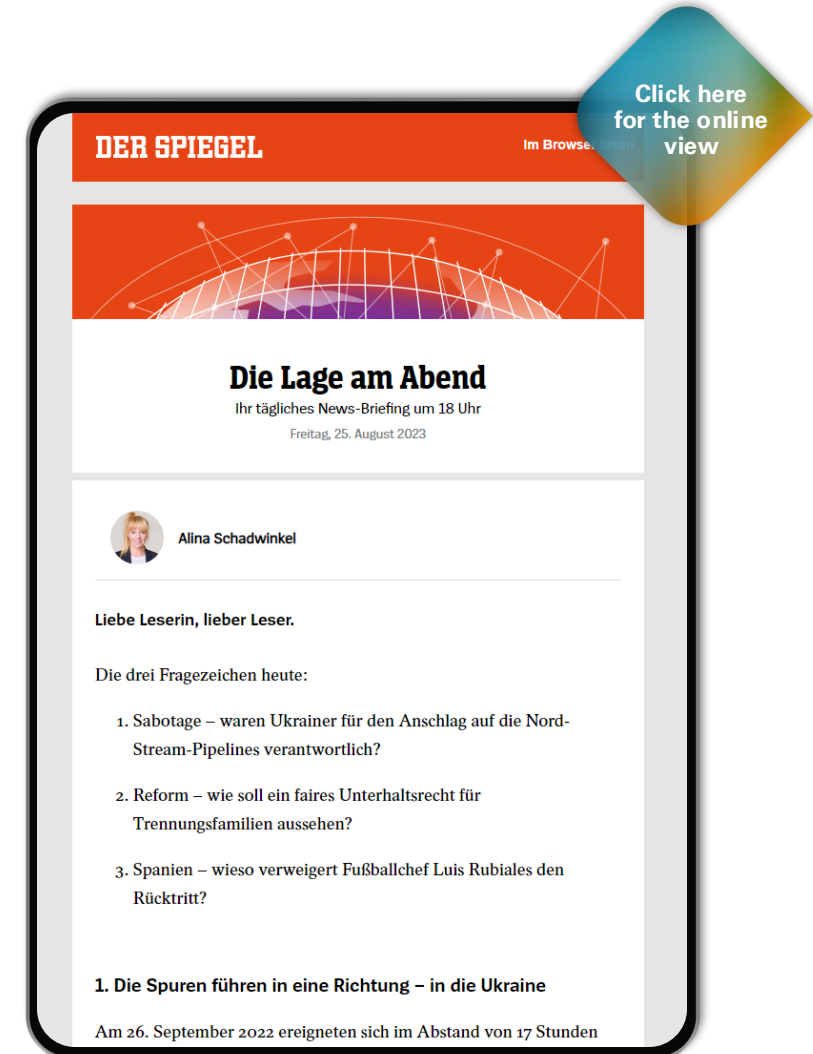 Click here
for the online
view
DER SPIEGEL
Im Browser lesen
Die Lage am Abend
Ihr tägliches News-Briefing um 18 Uhr
Freitag, 25. August 2023
Alina Schadwinkel
Liebe Leserin, lieber Leser.
Die drei Fragezeichen heute:
1. Sabotage – waren Ukrainer für den Anschlag auf die Nord-
Stream-Pipelines verantwortlich?
2. Reform – wie soll ein faires Unterhaltsrecht für
Trennungsfamilien aussehen?
3. Spanien – wieso verweigert Fußballchef Luis Rubiales den
Rücktritt?
1. Die Spuren führen in eine Richtung – in die Ukraine
Am 26. September 2022 ereigneten sich im Abstand von 17 Stunden